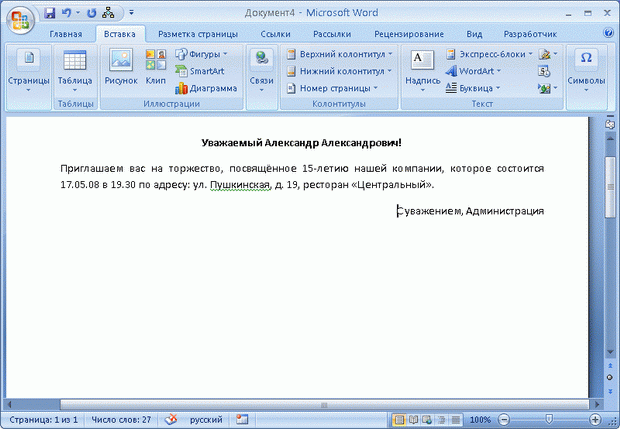 Документ4 - Microsoft Word
Главная Вставка Разметка страницы Ссылки Рассылки Рецензирование Вид Разработчик
Страницы Таблица Рисунок Клип Фигуры SmartArt Диаграмма Связи Верхний колонтитул Нижний колонтитул Номер страницы Надпись Экспресс-блоки WordArt Буквица Символы
Таблицы Иллюстрации Колонтитулы Текст
Уважаемый Александр Александрович!
Приглашаем вас на торжество, посвящённое 15-летию нашей компании, которое состоится
17.05.08 в 19.30 по адресу: ул. Пушкинская, д. 19, ресторан «Центральный».
С уважением, Администрация
Страница: 1 из 1 Число слов: 27 русский 100%